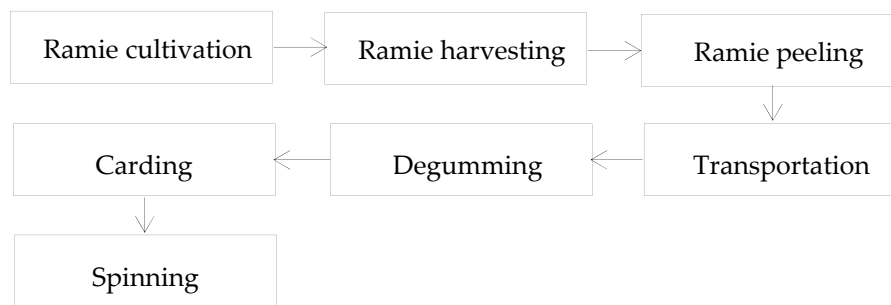 Ramie cultivation
Ramie harvesting
Ramie peeling
Transportation
Degumming
Carding
Spinning